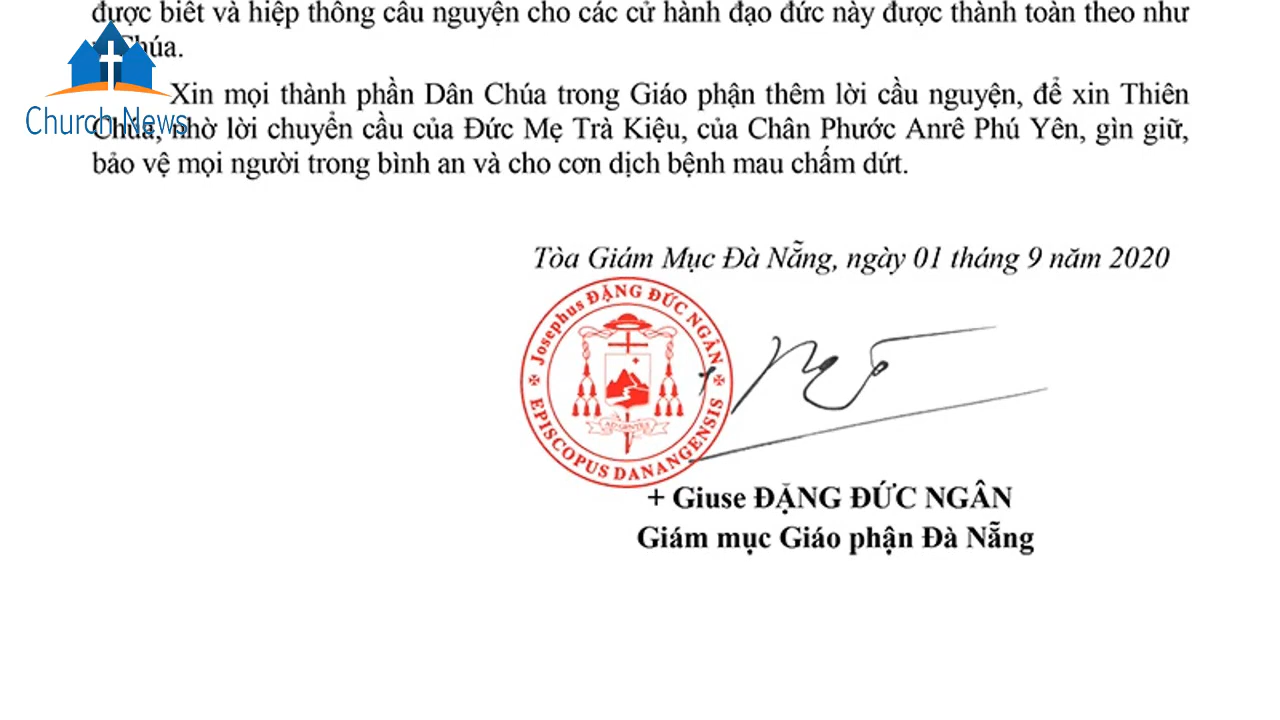 được biết và hiệp thông cầu nguyện cho các cử hành đạo đức này được thành toàn theo như
Chúa.
Xin mọi thành phần Dân Chúa trong Giáo phận thêm lời cầu nguyện, để xin Thiên
Chúa, nhờ lời chuyển cầu của Đức Mẹ Trà Kiệu, của Chân Phước Anrê Phú Yên, gìn giữ,
bảo vệ mọi người trong bình an và cho cơn dịch bệnh mau chấm dứt.
Church News
Tòa Giám Mục Đà Nẵng, ngày 01 tháng 9 năm 2020
Josephus ĐẶNG ĐỨC NGÂN
EPISCOPUS DANANGENSIS
AD GENTES
+ Giuse ĐẶNG ĐỨC NGÂN
Giám mục Giáo phận Đà Nẵng